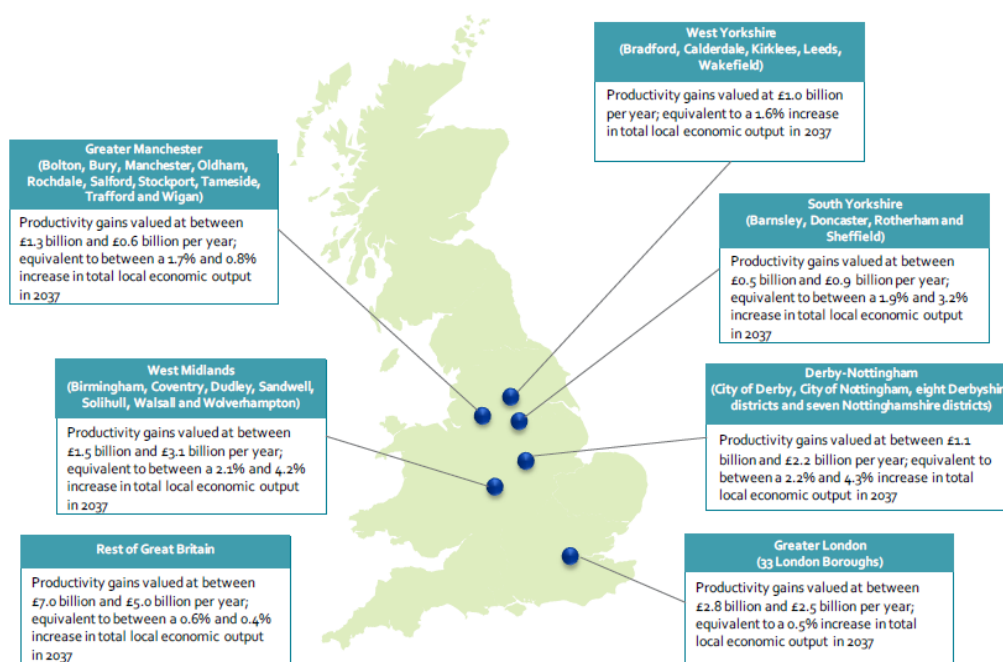 West Yorkshire
(Bradford, Calderdale, Kirklees, Leeds,
Wakefield)
Productivity gains valued at £1.0 billion
per year; equivalent to a 1.6% increase
in total local economic output in 2037
Greater Manchester
(Bolton, Bury, Manchester, Oldham,
Rochdale, Salford, Stockport, Tameside,
Trafford and Wigan)
Productivity gains valued at between
£1.3 billion and £0.6 billion per year;
equivalent to between a 1.7% and 0.8%
increase in total local economic output
in 2037
South Yorkshire
(Barnsley, Doncaster, Rotherham and
Sheffield)
Productivity gains valued at between
£0.5 billion and £0.9 billion per year;
equivalent to between a 1.9% and 3.2%
increase in total local economic output
in 2037
West Midlands
(Birmingham, Coventry, Dudley, Sandwell,
Solihull, Walsall and Wolverhampton)
Productivity gains valued at between
£1.5 billion and £3.1 billion per year;
equivalent to between a 2.1% and 4.2%
increase in total local economic output
in 2037
Derby-Nottingham
(City of Derby, City of Nottingham, eight Derbyshir
districts and seven Nottinghamshire districts)
Productivity gains valued at between £1.1
billion and £2.2 billion per year; equivalent to
between a 2.2% and 4.3% increase in total
local economic output in 2037
Rest of Great Britain
Productivity gains valued at between
£7.0 billion and £5.0 billion per year;
equivalent to between a 0.6% and 0.4%
increase in total local economic output
in 2037
Greater London
(33 London Boroughs)
Productivity gains valued at between
£2.8 billion and £2.5 billion per year;
equivalent to a 0.5% increase in total
local economic output in 2037